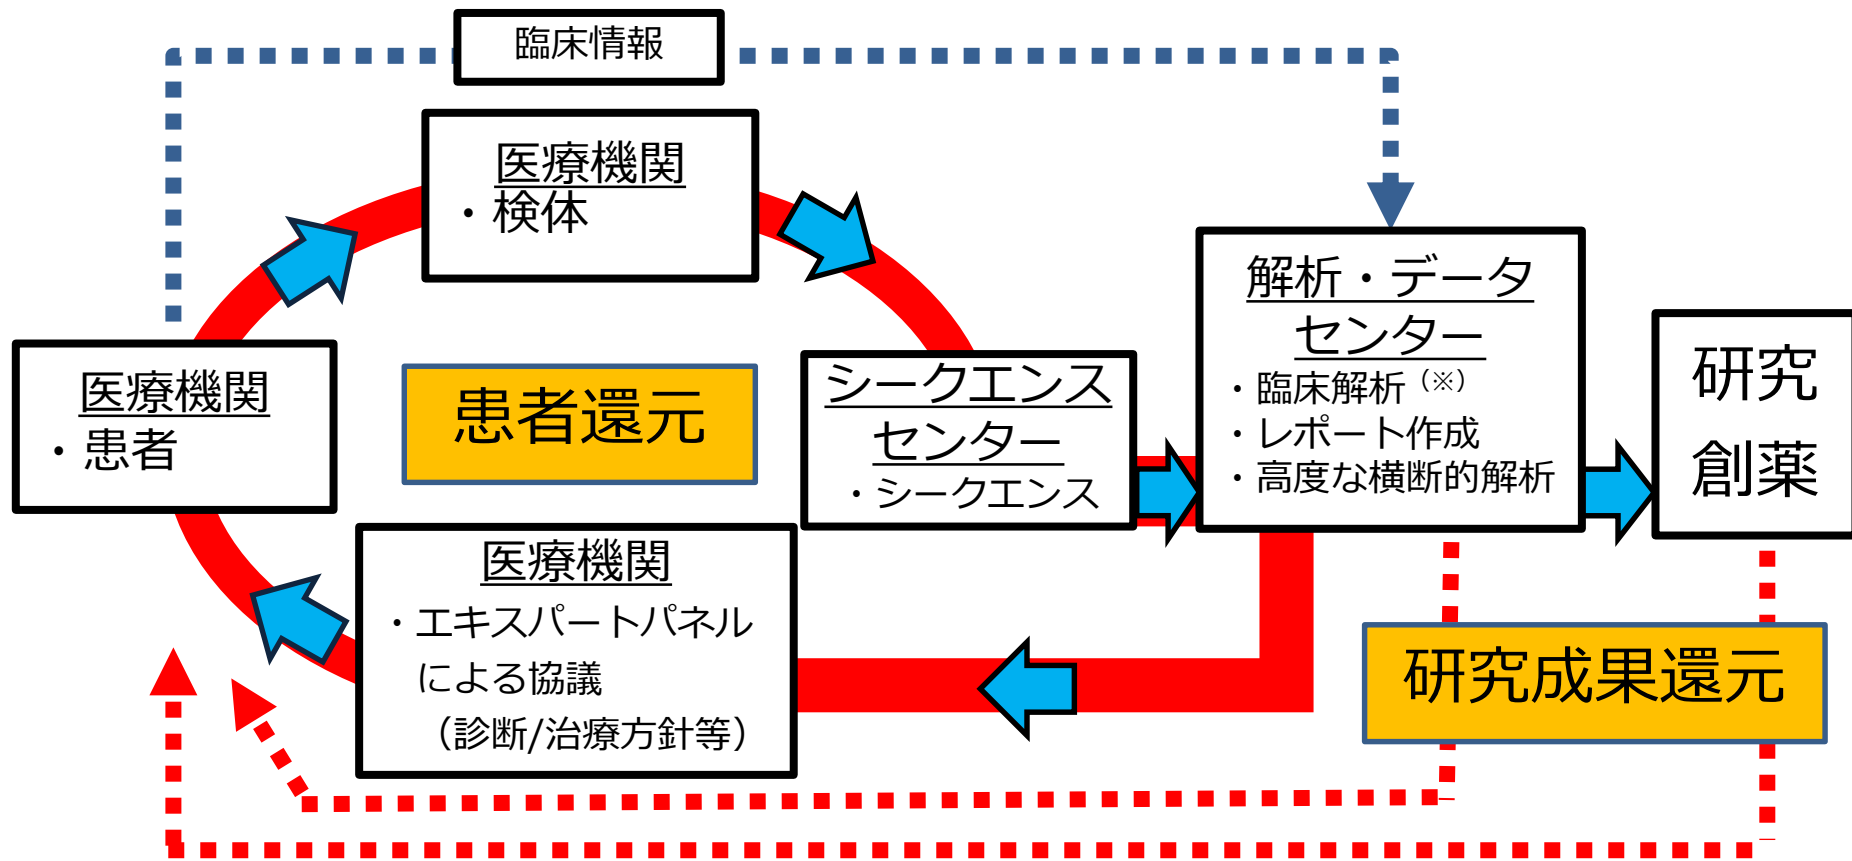 臨床情報
医療機関
・検体
医療機関
・患者
患者還元
シークエンス
センター
・シークエンス
解析・データ
センター
・臨床解析（※）
・レポート作成
・高度な横断的解析
研究
創薬
医療機関
・エキスパートパネル
による協議
（診断/治療方針等）
研究成果還元